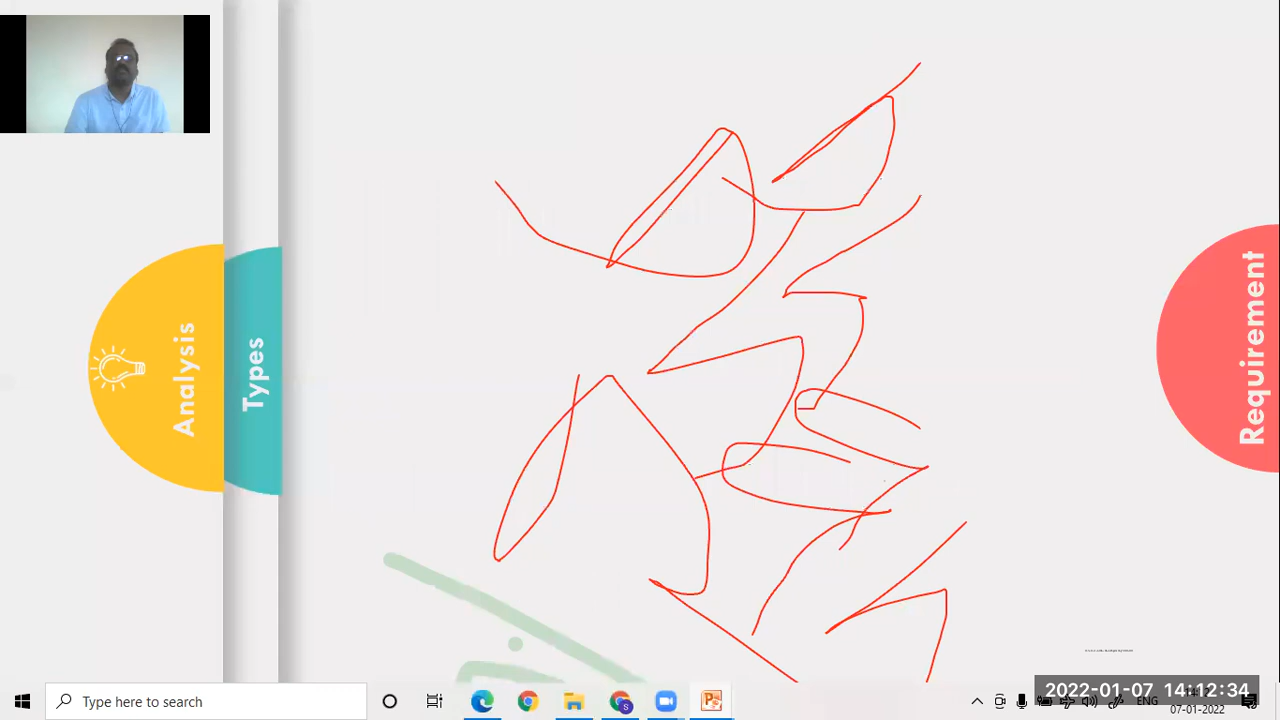 Analysis
Types
Requirement
Type here to search
2022-01-07 14:12:34
ENG
07-01-2022